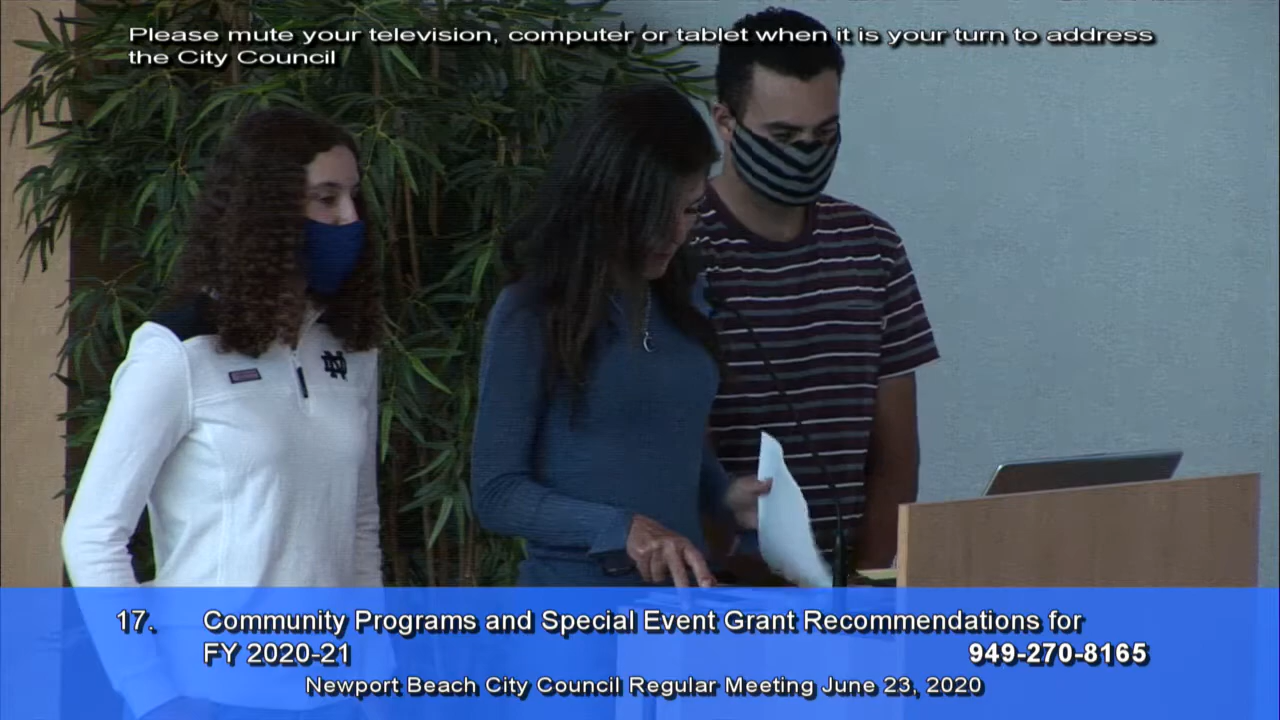 Please mute your television, computer or tablet when it is your turn to address
the City Council
ND
17. Community Programs and Special Event Grant Recommendations for
FY 2020-21 949-270-8165
Newport Beach City Council Regular Meeting June 23, 2020